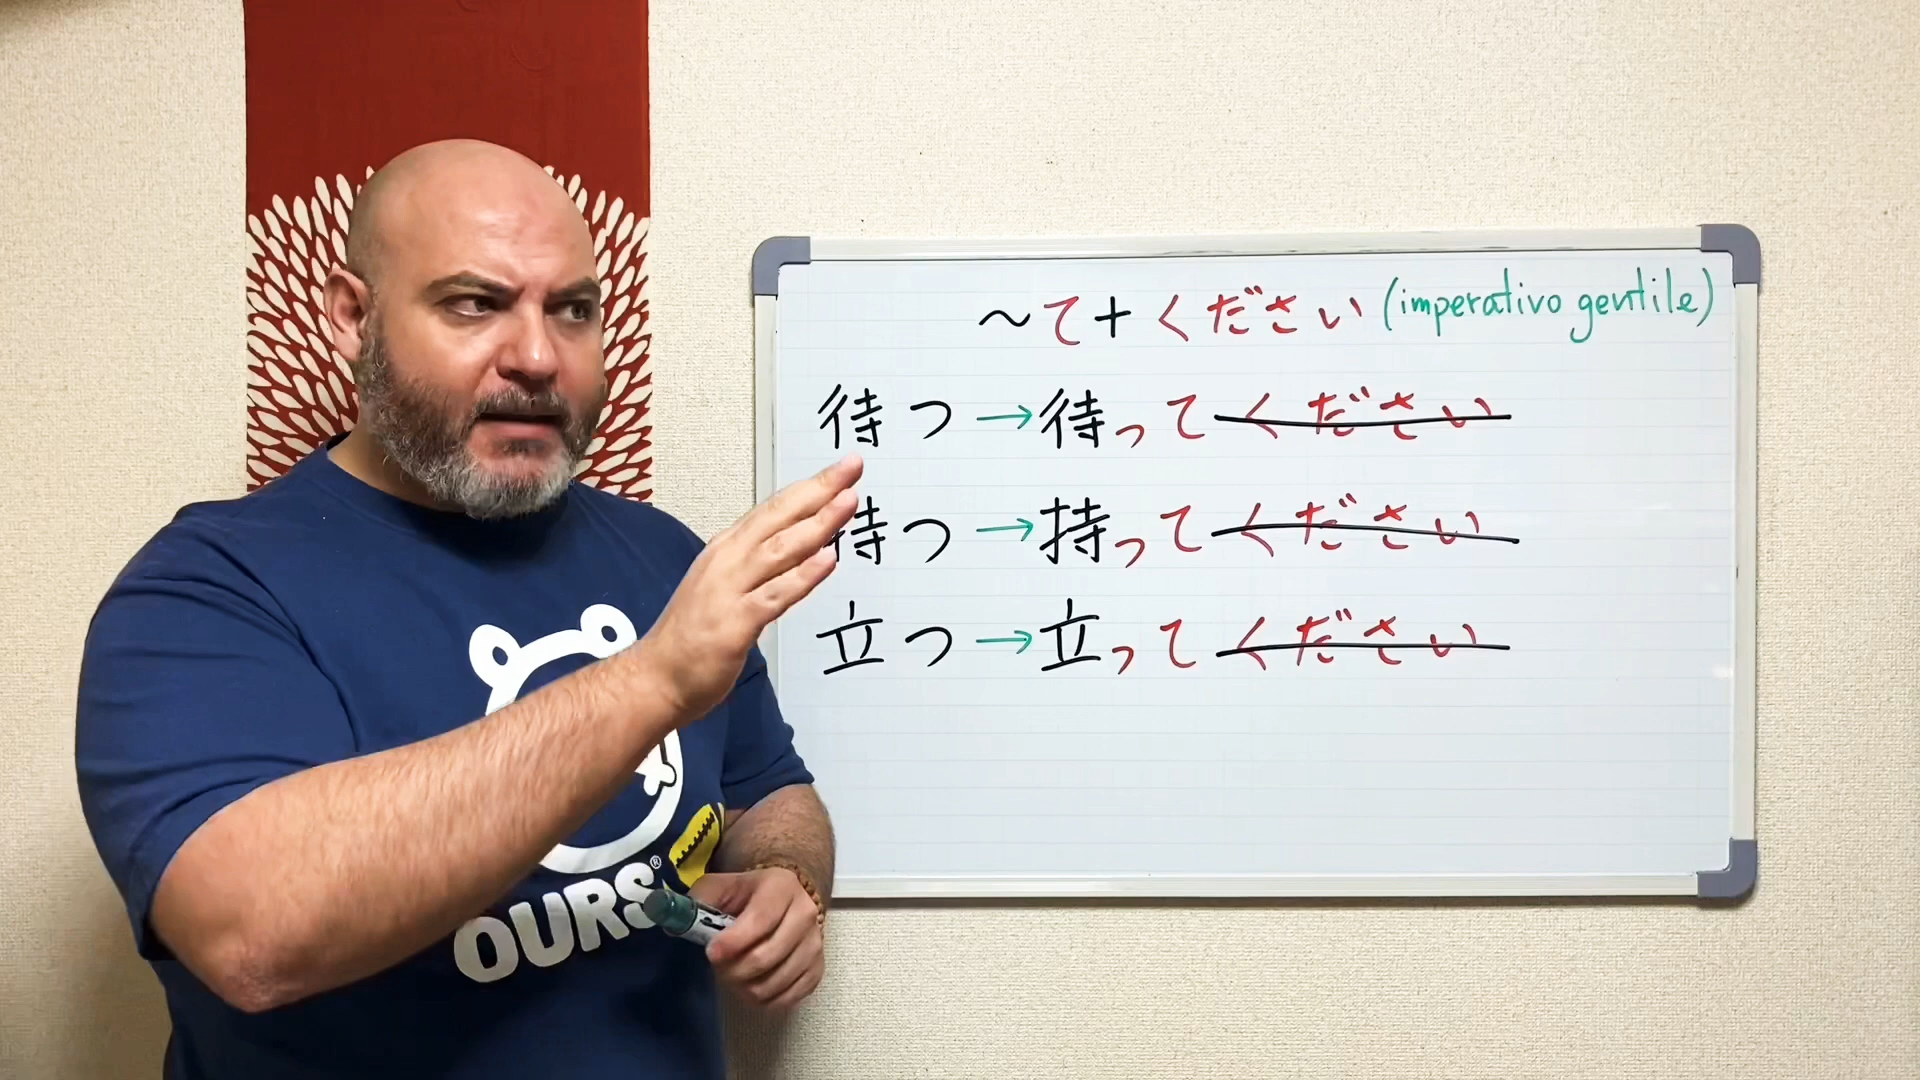 ~て+ください (imperativo gentile)
待つ→待ってください
持つ→持ってください
立つ→立ってください
OURS®